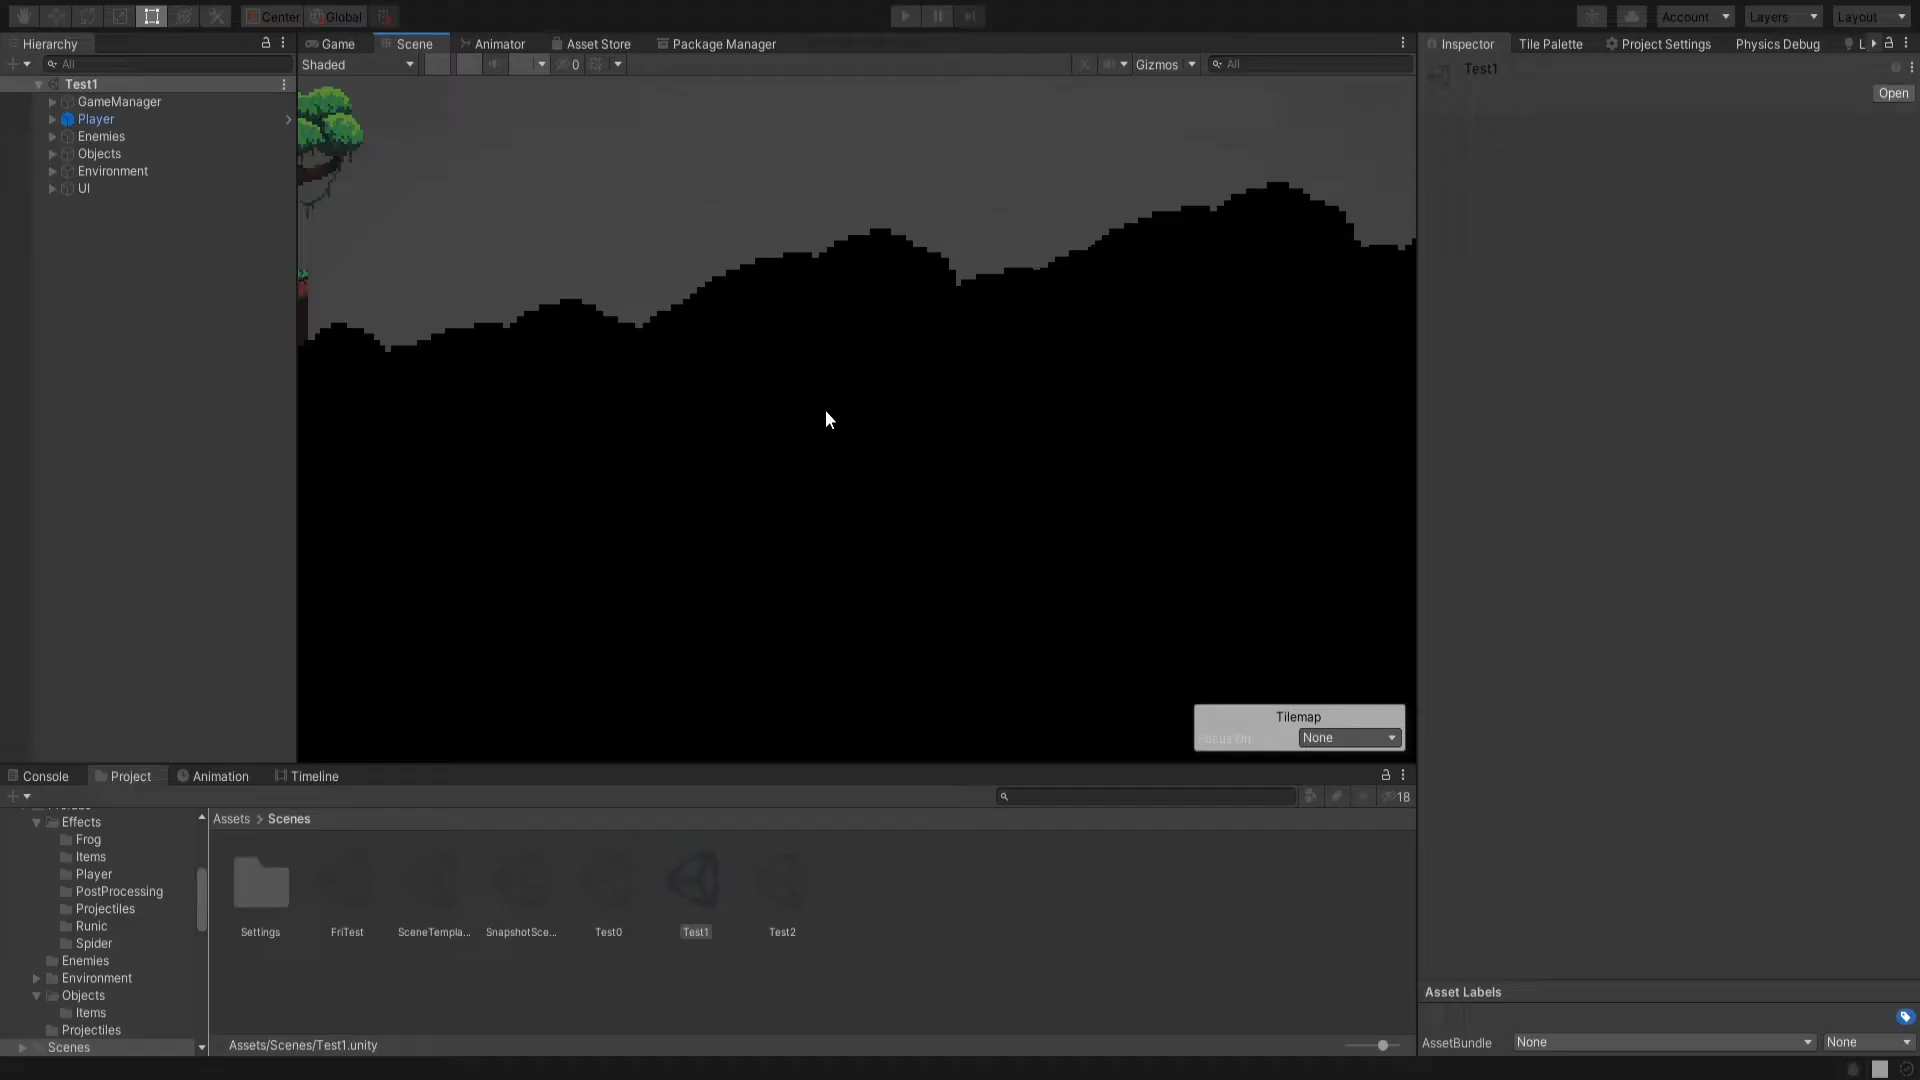 Center Global Account Layers Layout
Hierarchy Game Scene Animator Asset Store Package Manager Inspector Tile Palette Project Settings Physics Debug L
All Shaded 0 Gizmos All Test1
Test1 Open
GameManager
Player
Enemies
Objects
Environment
UI
Tilemap
Focus On None
Console Project Animation Timeline
18
Effects Assets > Scenes
Frog
Items
Player
PostProcessing
Projectiles
Runic Settings FriTest SceneTempla... SnapshotSce... Test0 Test1 Test2
Spider
Enemies
Environment
Objects Asset Labels
Items
Projectiles
Scenes Assets/Scenes/Test1.unity AssetBundle None None